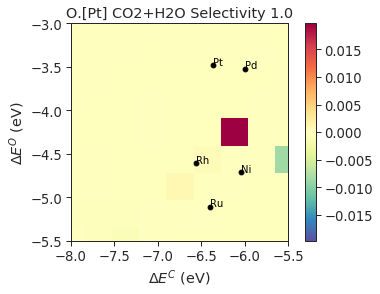 O.[Pt] CO2+H2O Selectivity 1.0
−3.0
−3.5
−4.0
−4.5
−5.0
−5.5
ΔE^O (eV)
Pt
Pd
Rh
Ni
Ru
−8.0 −7.5 −7.0 −6.5 −6.0 −5.5
ΔE^C (eV)
0.015
0.010
0.005
0.000
−0.005
−0.010
−0.015